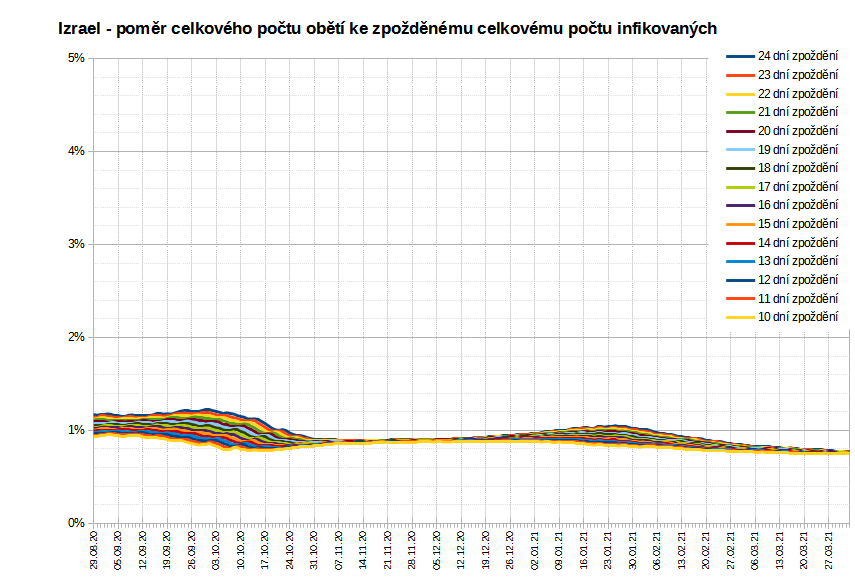 Izrael - poměr celkového počtu obětí ke zpožděnému celkovému počtu infikovaných
5%
4%
3%
2%
1%
0%
24 dní zpoždění
23 dní zpoždění
22 dní zpoždění
21 dní zpoždění
20 dní zpoždění
19 dní zpoždění
18 dní zpoždění
17 dní zpoždění
16 dní zpoždění
15 dní zpoždění
14 dní zpoždění
13 dní zpoždění
12 dní zpoždění
11 dní zpoždění
10 dní zpoždění
29.08.20
05.09.20
12.09.20
19.09.20
26.09.20
03.10.20
10.10.20
17.10.20
24.10.20
31.10.20
07.11.20
14.11.20
21.11.20
28.11.20
05.12.20
12.12.20
19.12.20
26.12.20
02.01.21
09.01.21
16.01.21
23.01.21
30.01.21
06.02.21
13.02.21
20.02.21
27.02.21
06.03.21
13.03.21
20.03.21
27.03.21